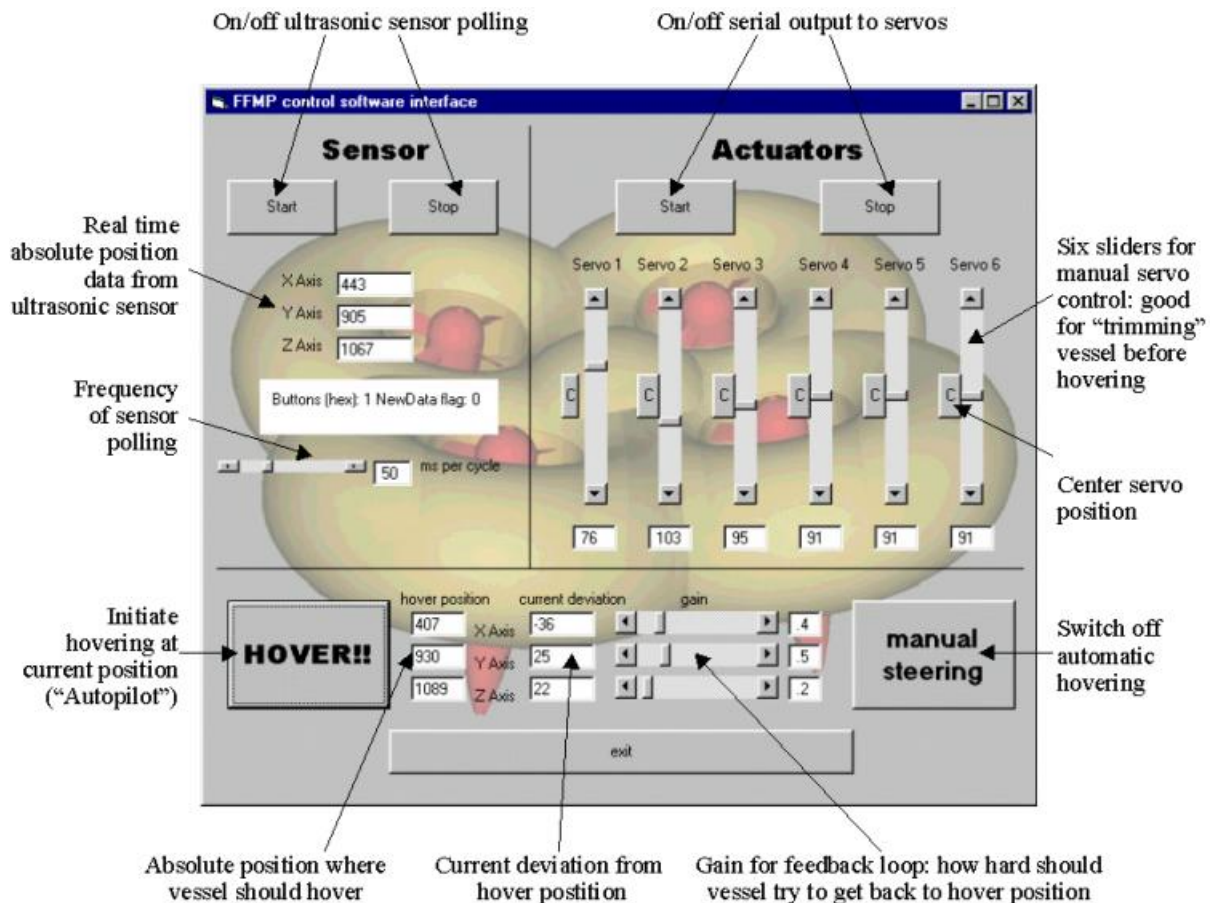 On/off ultrasonic sensor polling
On/off serial output to servos
FFMP control software interface
Sensor
Actuators
Start
Stop
Start
Stop
Real time
absolute position
data from
ultrasonic sensor
X Axis 443
Y Axis 905
Z Axis 1067
Buttons (hex): 1 NewData flag: 0
Frequency
of sensor
polling
50 ms per cycle
Servo 1 Servo 2 Servo 3 Servo 4 Servo 5 Servo 6
C C C C C C
76 103 95 91 91 91
Six sliders for
manual servo
control: good
for “trimming”
vessel before
hovering
Center servo
position
Initiate
hovering at
current position
(“Autopilot”)
HOVER!!
hover position current deviation gain
407 X Axis -36 .4
930 Y Axis 25 .5
1089 Z Axis 22 .2
manual
steering
Switch off
automatic
hovering
exit
Absolute position where
vessel should hover
Current deviation from
hover postition
Gain for feedback loop: how hard should
vessel try to get back to hover position